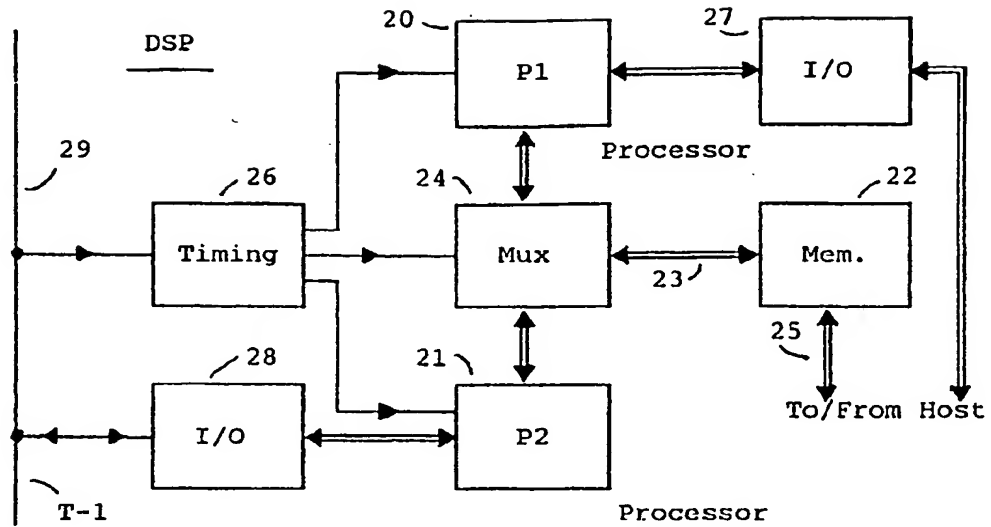 DSP
20
P1
27
I/O
Processor
29
26
Timing
24
Mux
22
Mem.
23
28
I/O
21
P2
25
To/From Host
T-1
Processor